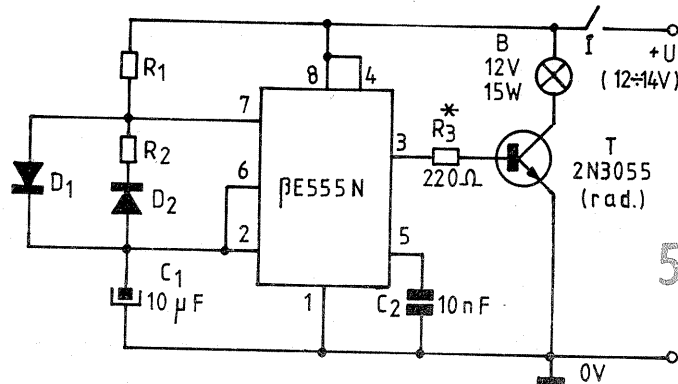 R1
R2
D1
D2
C1
10 µF
7
6
2
8
4
βE555N
3
5
1
C2
10nF
*
R3
220Ω
B
12V
15W
T
2N3055
(rad.)
I
+U
(12÷14V)
0V
5